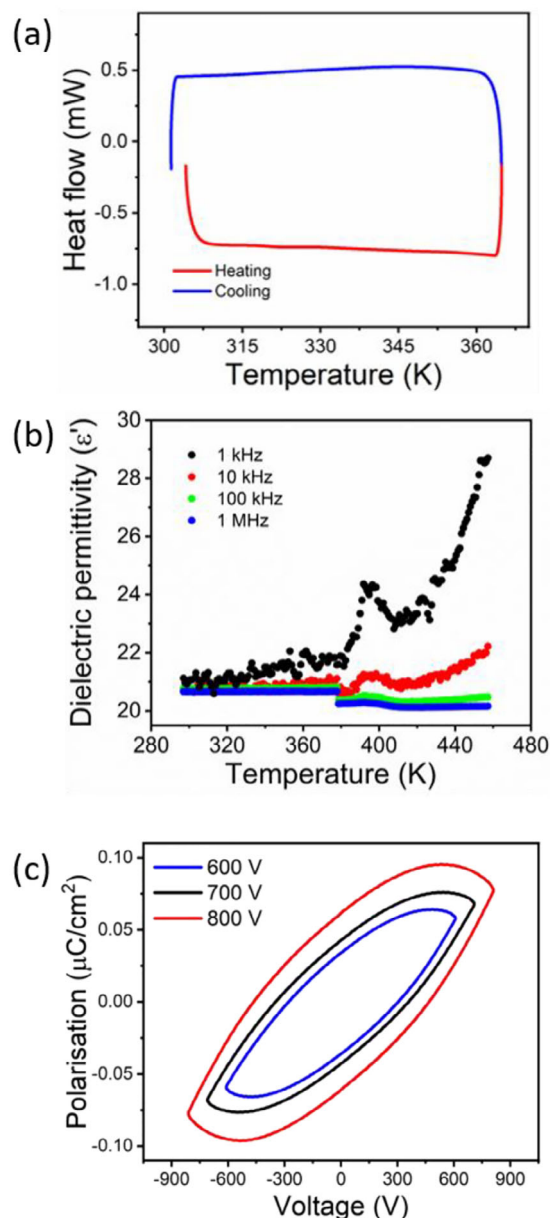 (a)
Heat flow (mW)
0.5
0.0
-0.5
-1.0
Heating
Cooling
300 315 330 345 360
Temperature (K)
(b)
Dielectric permittivity (ε')
30
28
26
24
22
20
1 kHz
10 kHz
100 kHz
1 MHz
280 320 360 400 440 480
Temperature (K)
(c)
Polarisation (µC/cm²)
0.10
0.05
0.00
-0.05
-0.10
600 V
700 V
800 V
-900 -600 -300 0 300 600 900
Voltage (V)